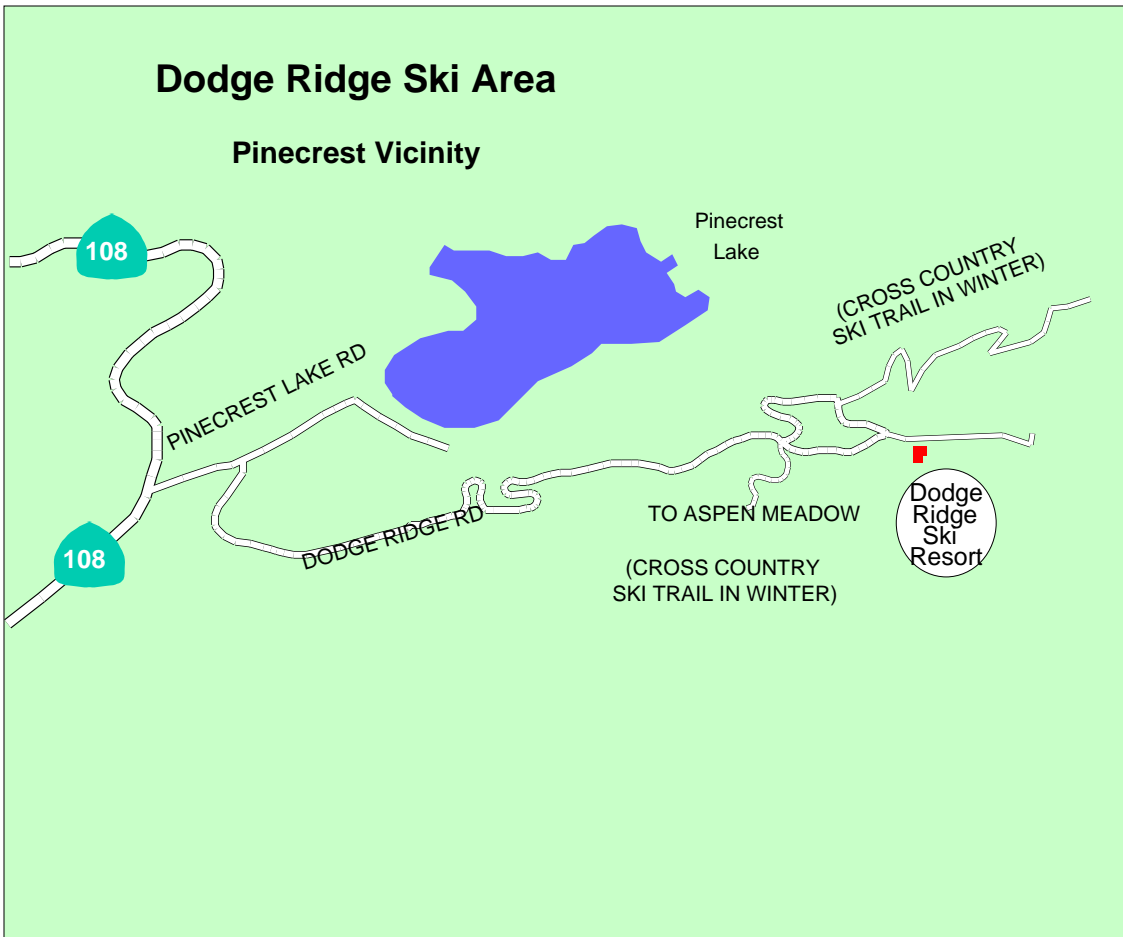 Dodge Ridge Ski Area
Pinecrest Vicinity
Pinecrest
Lake
108
(CROSS COUNTRY
SKI TRAIL IN WINTER)
PINECREST LAKE RD
DODGE RIDGE RD
108
TO ASPEN MEADOW
(CROSS COUNTRY
SKI TRAIL IN WINTER)
Dodge
Ridge
Ski
Resort